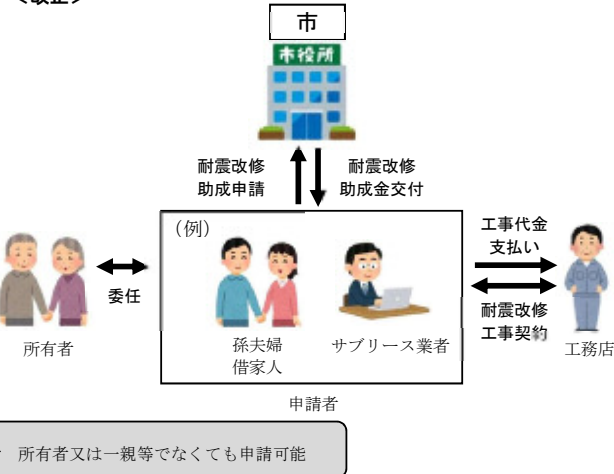 ＜改正＞
市
市役所
耐震改修
助成申請
耐震改修
助成金交付
（例）
工事代金
支払い
委任
耐震改修
工事契約
所有者
孫夫婦
借家人
サブリース業者
工務店
申請者
所有者又は一親等でなくても申請可能